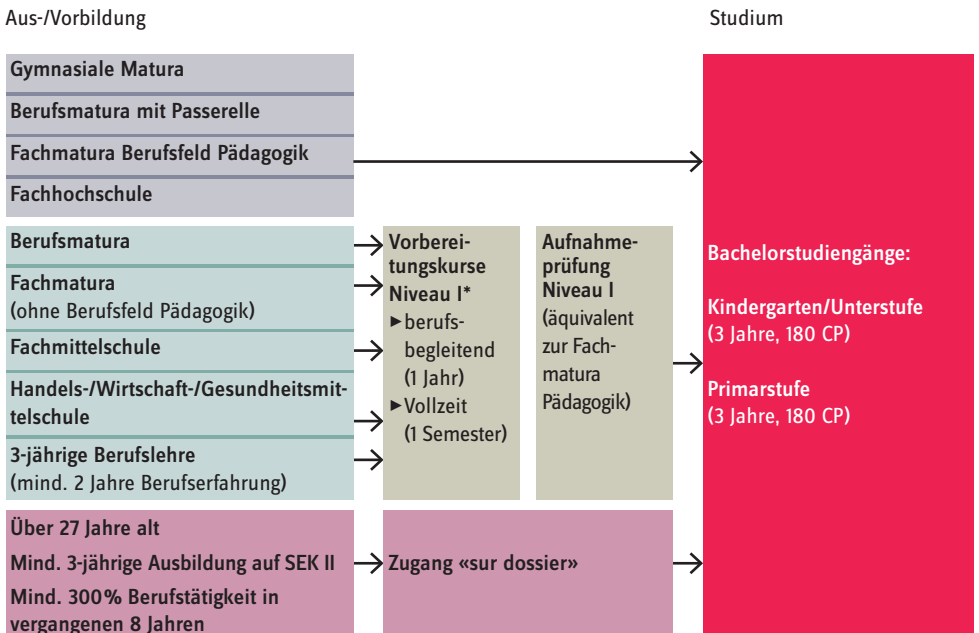 Aus-/Vorbildung
Studium
Gymnasiale Matura
Berufsmatura mit Passerelle
Fachmatura Berufsfeld Pädagogik
Fachhochschule
Berufsmatura
Fachmatura
(ohne Berufsfeld Pädagogik)
Fachmittelschule
Handels-/Wirtschaft-/Gesundheitsmit-
telschule
3-jährige Berufslehre
(mind. 2 Jahre Berufserfahrung)
Vorberei-
tungskurse
Niveau I*
►berufs-
begleitend
(1 Jahr)
►Vollzeit
(1 Semester)
Aufnahme-
prüfung
Niveau I
(äquivalent
zur Fach-
matura
Pädagogik)
Über 27 Jahre alt
Mind. 3-jährige Ausbildung auf SEK II
Mind. 300% Berufstätigkeit in
vergangenen 8 Jahren
Zugang «sur dossier»
Bachelorstudiengänge:
Kindergarten/Unterstufe
(3 Jahre, 180 CP)
Primarstufe
(3 Jahre, 180 CP)